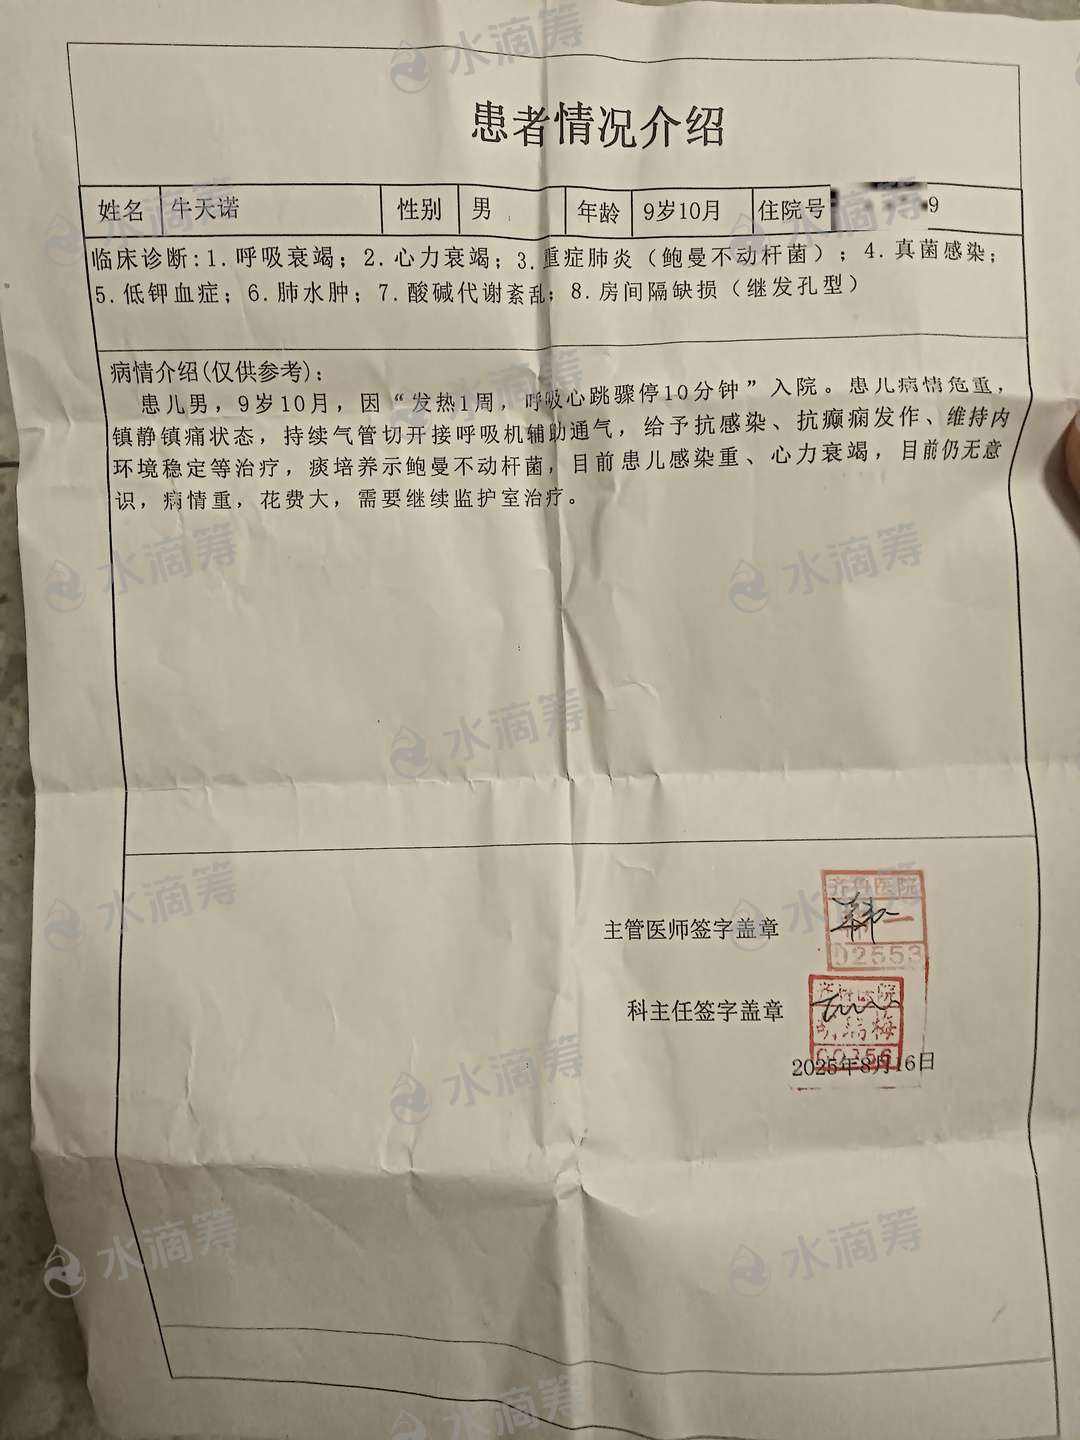 水滴筹
患者情况介绍
姓名 牛天诺 性别 男 年龄 9岁10月 住院号 9
临床诊断:1.呼吸衰竭；2.心力衰竭；3.重症肺炎（鲍曼不动杆菌）；4.真菌感染；
5.低钾血症；6.肺水肿；7.酸碱代谢紊乱；8.房间隔缺损（继发孔型）
病情介绍(仅供参考)：
患儿男，9岁10月，因“发热1周，呼吸心跳骤停10分钟”入院。患儿病情危重，
镇静镇痛状态，持续气管切开接呼吸机辅助通气，给予抗感染、抗癫痫发作、维持内
环境稳定等治疗，痰培养示鲍曼不动杆菌，目前患儿感染重、心力衰竭，目前仍无意
识，病情重，花费大，需要继续监护室治疗。
主管医师签字盖章
齐鲁医院
02553
科主任签字盖章
00356
2025年8月16日